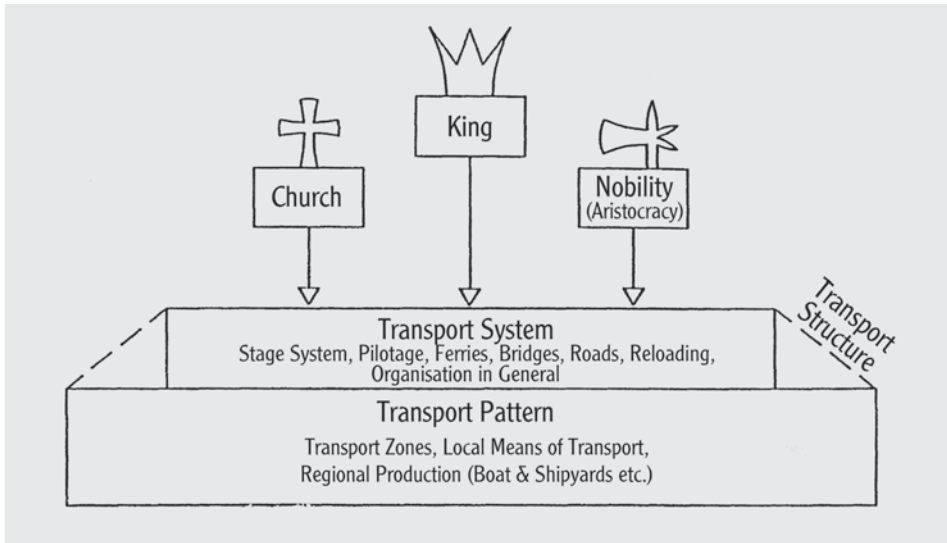 King
Church
Nobility
(Aristocracy)
Transport
Structure
Transport System
Stage System, Pilotage, Ferries, Bridges, Roads, Reloading,
Organisation in General
Transport Pattern
Transport Zones, Local Means of Transport,
Regional Production (Boat & Shipyards etc.)